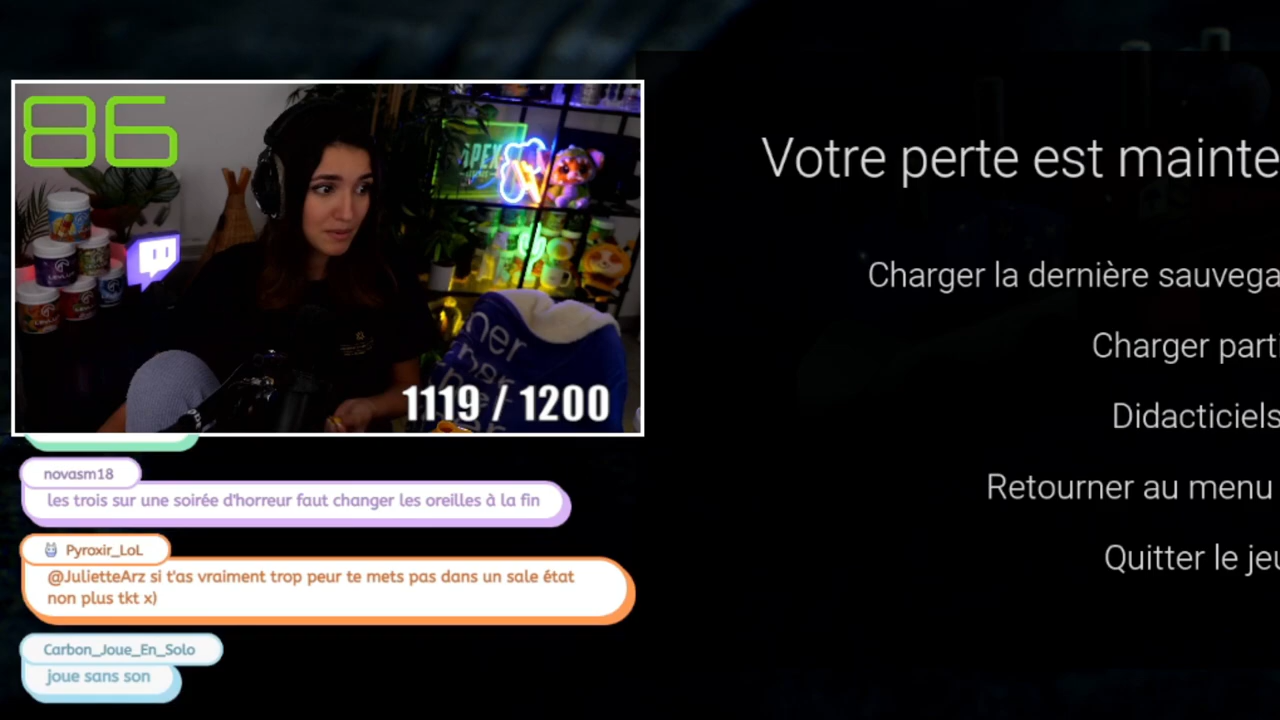 86
APEX
1119 / 1200
novasm18
les trois sur une soirée d'horreur faut changer les oreilles à la fin
Pyroxir_LoL
@JulietteArz si t'as vraiment trop peur te mets pas dans un sale état
non plus tkt x)
Carbon_Joue_En_Solo
joue sans son
Votre perte est mainte
Charger la dernière sauvega
Charger parti
Didacticiels
Retourner au menu
Quitter le jeu